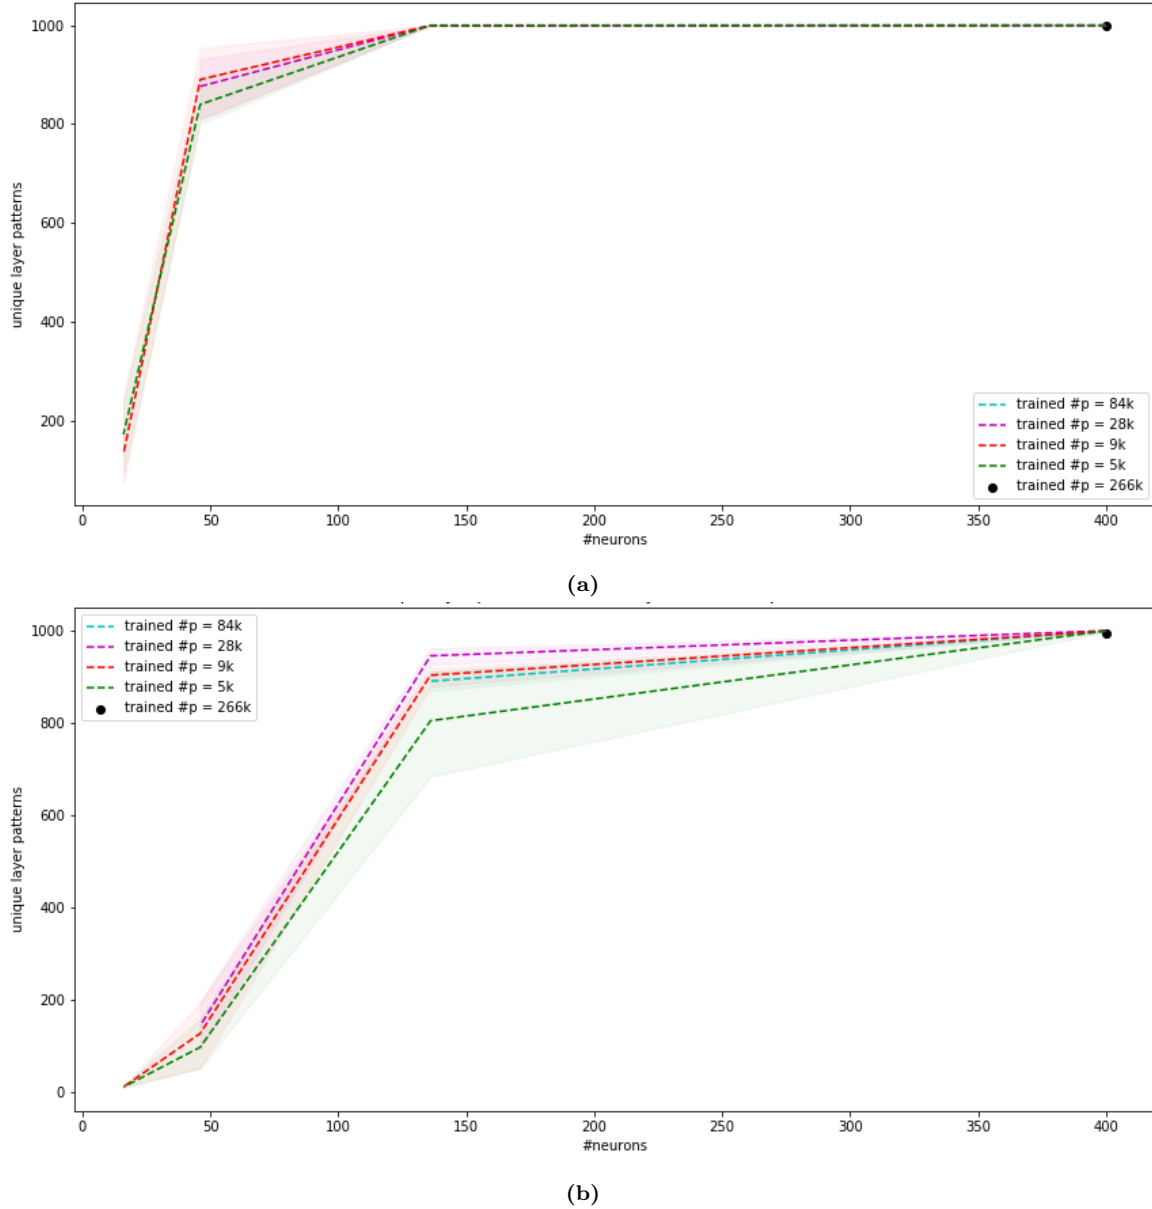 1000
800
600
400
200
unique layer patterns
trained #p = 84k
trained #p = 28k
trained #p = 9k
trained #p = 5k
trained #p = 266k
0 50 100 150 200 250 300 350 400
#neurons
(a)
trained #p = 84k
trained #p = 28k
trained #p = 9k
trained #p = 5k
trained #p = 266k
1000
800
600
400
200
0
unique layer patterns
0 50 100 150 200 250 300 350 400
#neurons
(b)